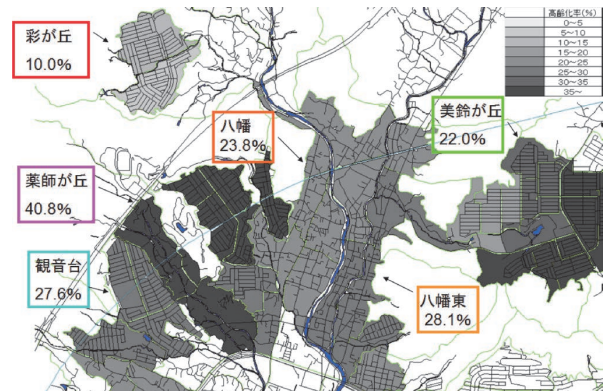 高齢化率(%)
0~5
5~10
10~15
15~20
20~25
25~30
30~35
35~
彩が丘
10.0%
八幡
23.8%
美鈴が丘
22.0%
薬師が丘
40.8%
観音台
27.6%
八幡東
28.1%